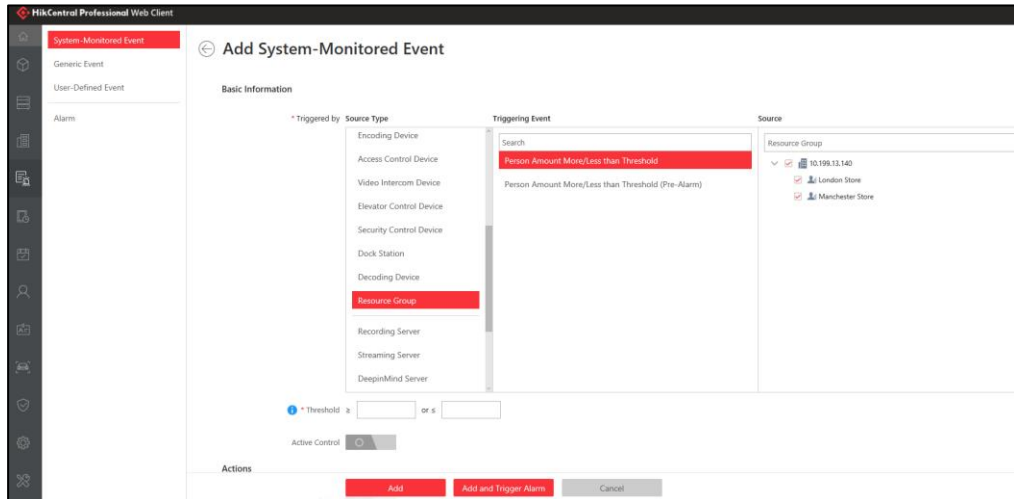 HikCentral Professional Web Client
System-Monitored Event
Generic Event
User-Defined Event
Alarm
Add System-Monitored Event
Basic Information
* Triggered by Source Type
Encoding Device
Access Control Device
Video Intercom Device
Elevator Control Device
Security Control Device
Dock Station
Decoding Device
Resource Group
Recording Server
Streaming Server
DeepinMind Server
Triggering Event
Search
Person Amount More/Less than Threshold
Person Amount More/Less than Threshold (Pre-Alarm)
Source
Resource Group
10.199.13.140
London Store
Manchester Store
* Threshold ≥ or ≤
Active Control
Actions
Add Add and Trigger Alarm Cancel